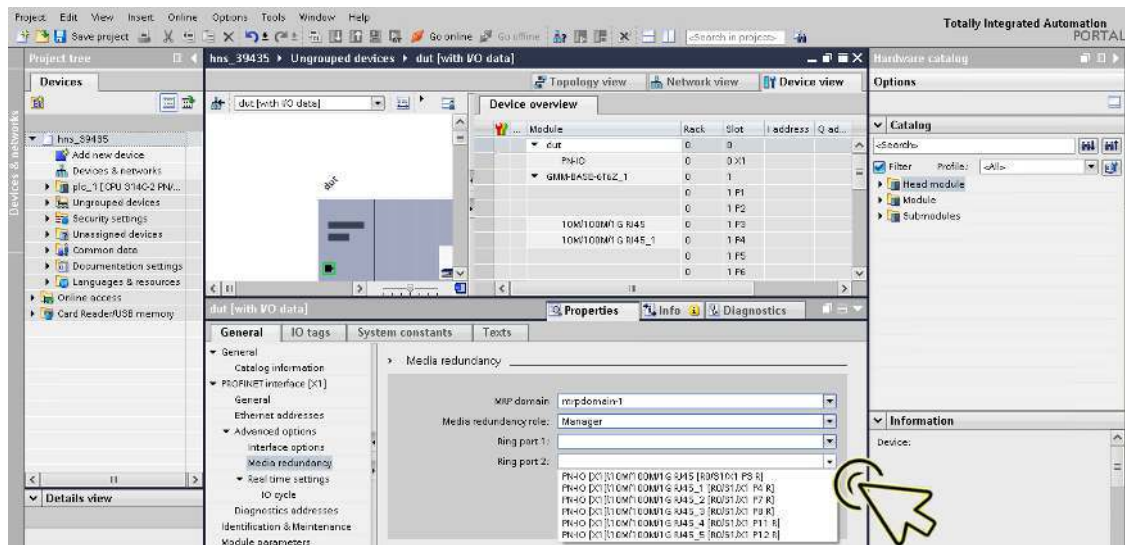 Project Edit View Insert Online Options Tools Window Help
Totally Integrated Automation
PORTAL
Save project Go online Go offline <Search in project>
Project tree
hns_39435 Ungrouped devices dut [with I/O data]
Hardware catalog
Devices
Topology view Network view Device view
Options
dut [with I/O data]
Device overview
... Module Rack Slot I address Q ad...
Catalog
dut 0 0
<Search>
PN-IO 0 0 X1
Filter Profile: <All>
GMM-BASE-6T6Z_1 0 1
Head module
0 1 P1
Module
0 1 P2
Submodules
10M/100M/1G RJ45 0 1 P3
10M/100M/1G RJ45_1 0 1 P4
0 1 P5
0 1 P6
dut
Devices & networks
hns_39435
Add new device
Devices & networks
plc_1 [CPU 314C-2 PN/...
Ungrouped devices
Security settings
Unassigned devices
Common data
Documentation settings
Languages & resources
Online access
Card Reader/USB memory
dut [with I/O data]
Properties Info Diagnostics
General IO tags System constants Texts
General
Catalog information
PROFINET interface [X1]
General
Ethernet addresses
Advanced options
Interface options
Media redundancy
Real time settings
IO cycle
Diagnostics addresses
Identification & Maintenance
Module parameters
Media redundancy
MRP domain mrpdomain-1
Media redundancy role: Manager
Ring port 1:
Ring port 2:
PN-IO [X1]\10M/100M/1G RJ45 [R0/S1/X1 P3 R]
PN-IO [X1]\10M/100M/1G RJ45_1 [R0/S1/X1 P4 R]
PN-IO [X1]\10M/100M/1G RJ45_2 [R0/S1/X1 P7 R]
PN-IO [X1]\10M/100M/1G RJ45_3 [R0/S1/X1 P8 R]
PN-IO [X1]\10M/100M/1G RJ45_4 [R0/S1/X1 P11 R]
PN-IO [X1]\10M/100M/1G RJ45_5 [R0/S1/X1 P12 R]
Information
Device:
Details view